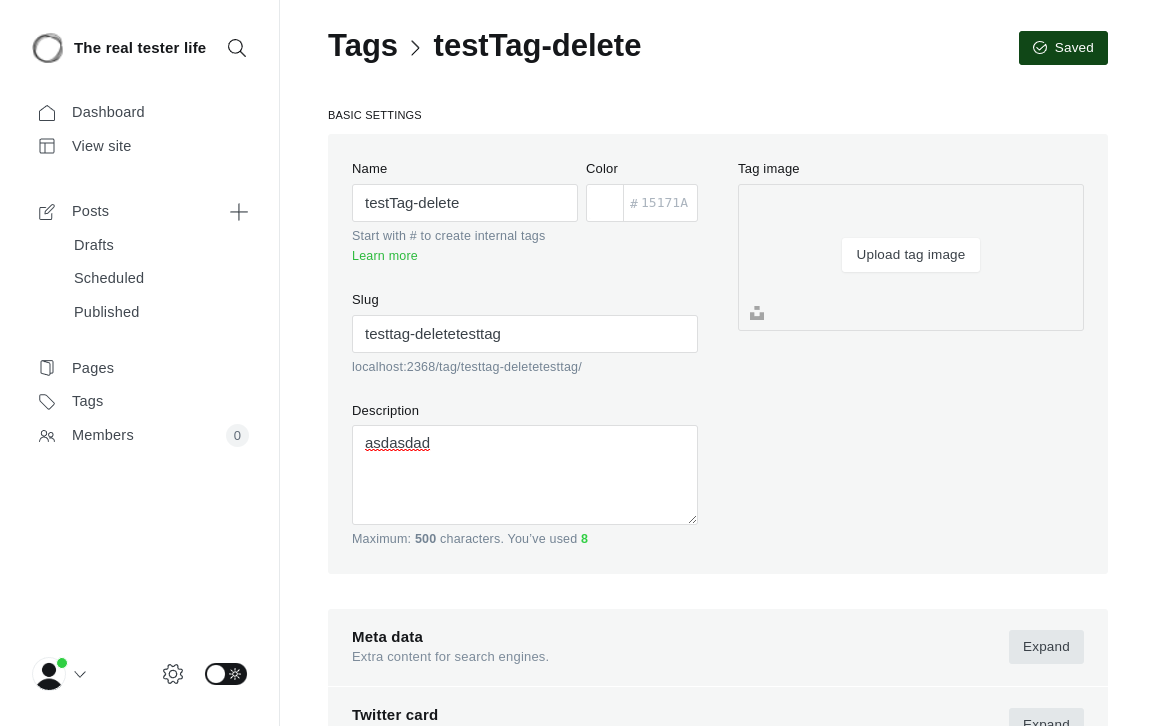 The real tester life
Dashboard
View site
Posts
Drafts
Scheduled
Published
Pages
Tags
Members
0
Tags > testTag-delete
Saved
BASIC SETTINGS
Name
testTag-delete
Color
# 15171A
Start with # to create internal tags
Learn more
Slug
testtag-deletetesttag
localhost:2368/tag/testtag-deletetesttag/
Description
asdasdad
Maximum: 500 characters. You’ve used 8
Tag image
Upload tag image
Meta data
Extra content for search engines.
Expand
Twitter card
Expand